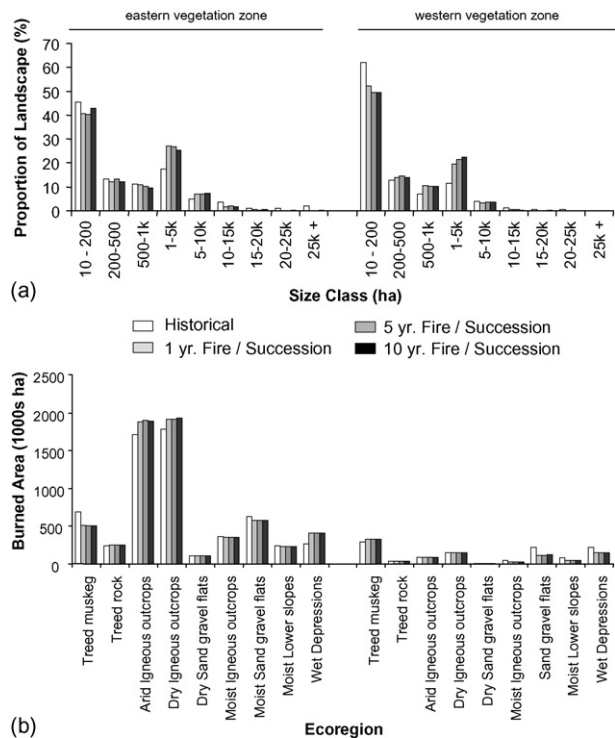 eastern vegetation zone western vegetation zone
Proportion of Landscape (%)
70
60
50
40
30
20
10
0
10 - 200
200-500
500-1k
1-5k
5-10k
10-15k
15-20k
20-25k
25k +
10 - 200
200-500
500-1k
1-5k
5-10k
10-15k
15-20k
20-25k
25k +
(a)
Size Class (ha)
Historical
1 yr. Fire / Succession
5 yr. Fire / Succession
10 yr. Fire / Succession
Burned Area (1000s ha)
2500
2000
1500
1000
500
0
Treed muskeg
Treed rock
Arid Igneous outcrops
Dry Igneous outcrops
Dry Sand gravel flats
Moist Igneous outcrops
Moist Sand gravel flats
Moist Lower slopes
Wet Depressions
Treed muskeg
Treed rock
Arid Igneous outcrops
Dry Igneous outcrops
Dry Sand gravel flats
Moist Igneous outcrops
Sand gravel flats
Moist Lower slopes
Wet Depressions
(b)
Ecoregion